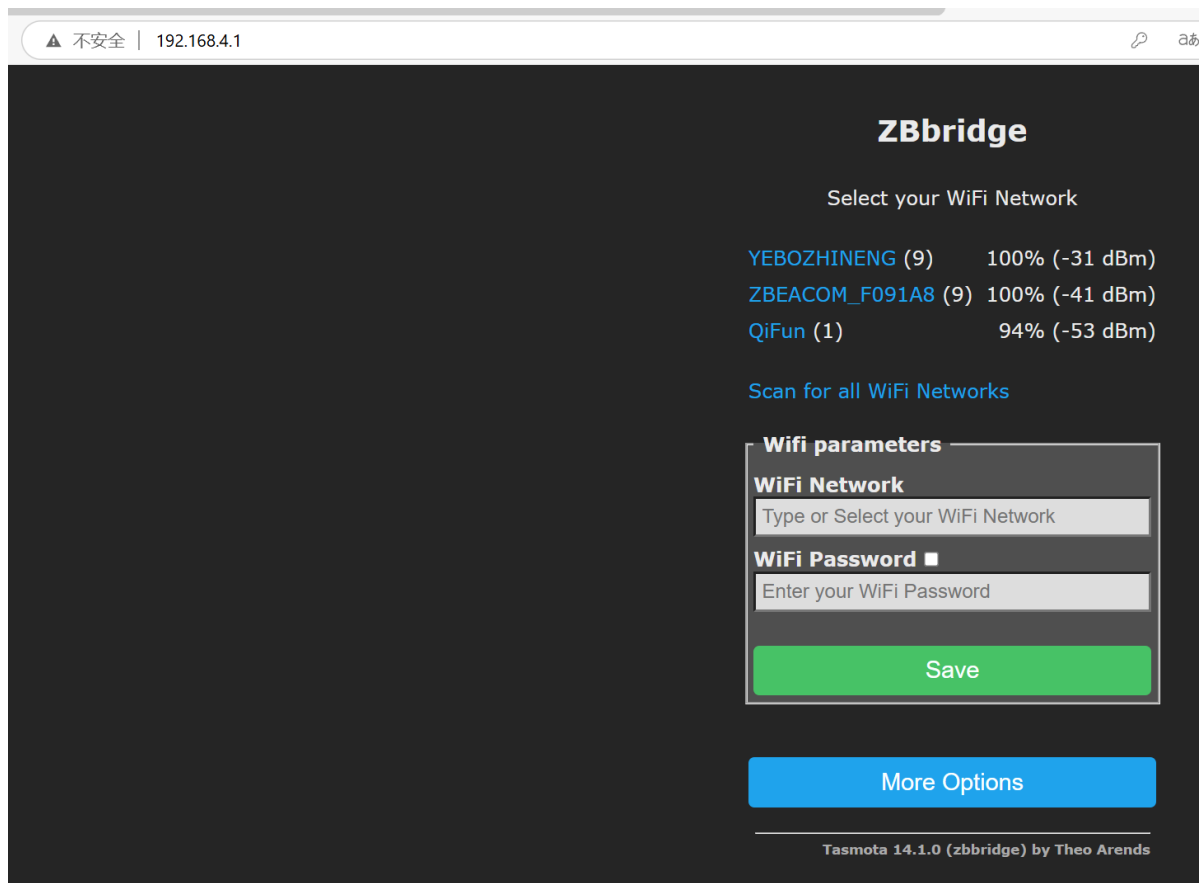 不安全 192.168.4.1 aあ
ZBbridge
Select your WiFi Network
YEBOZHINENG (9) 100% (-31 dBm)
ZBEACOM_F091A8 (9) 100% (-41 dBm)
QiFun (1) 94% (-53 dBm)
Scan for all WiFi Networks
Wifi parameters
WiFi Network
Type or Select your WiFi Network
WiFi Password
Enter your WiFi Password
Save
More Options
Tasmota 14.1.0 (zbbridge) by Theo Arends